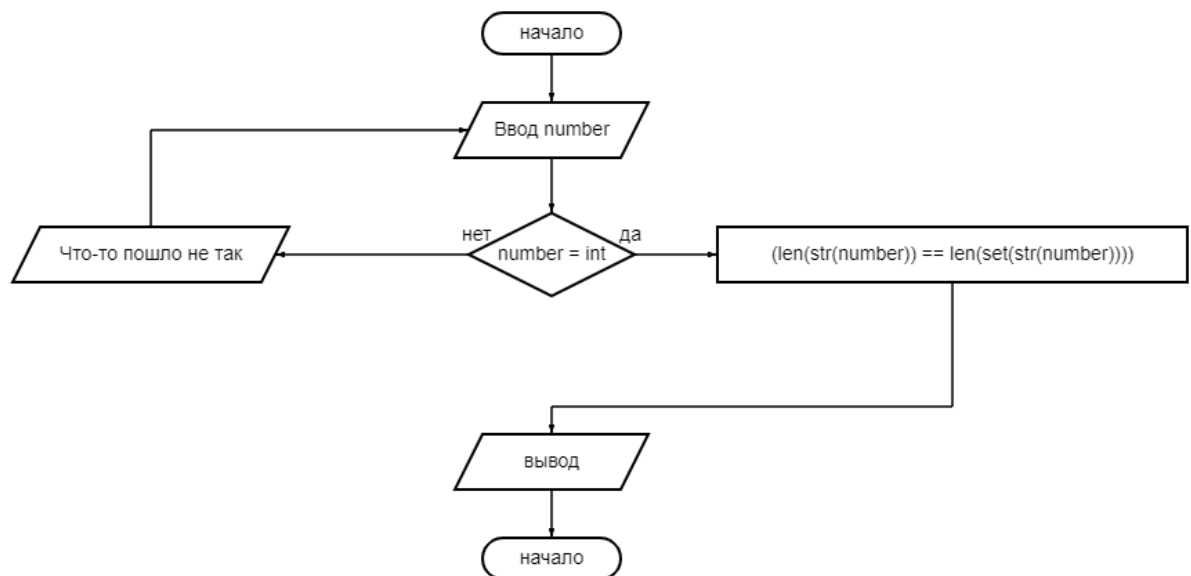 начало
Ввод number
нет
number = int
да
Что-то пошло не так
(len(str(number)) == len(set(str(number))))
вывод
начало